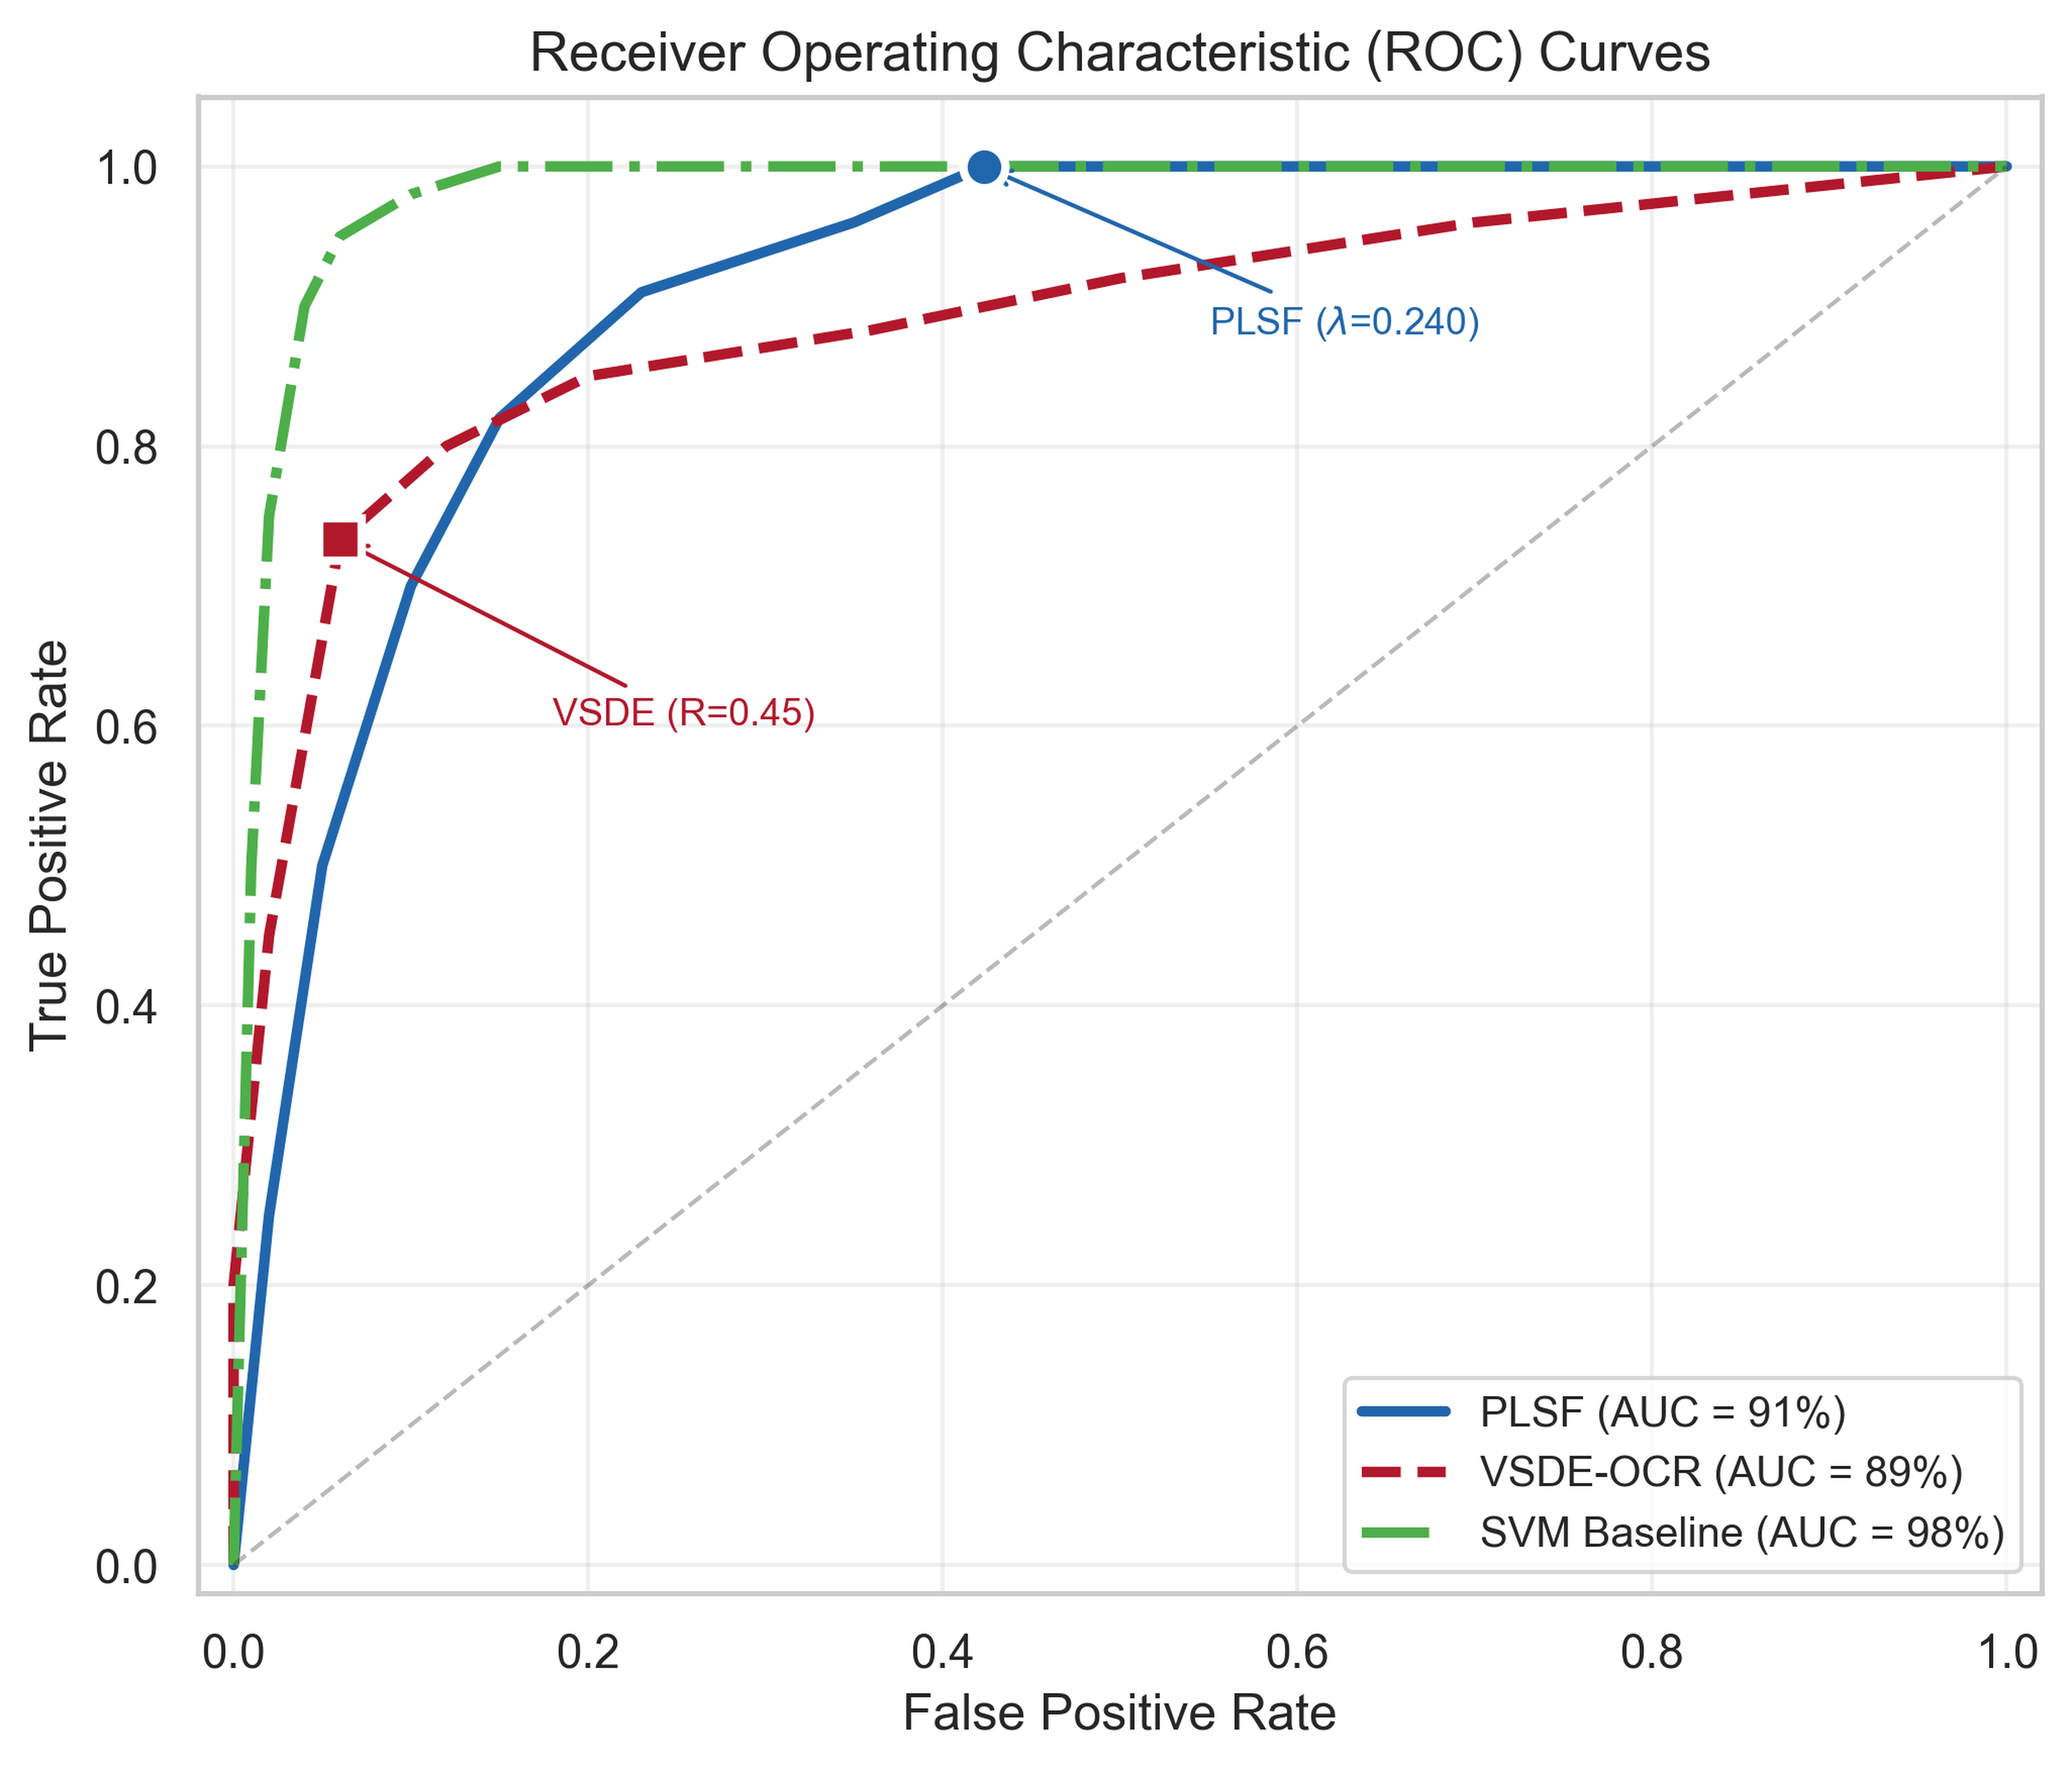 Receiver Operating Characteristic (ROC) Curves
True Positive Rate
1.0
0.8
0.6
0.4
0.2
0.0
PLSF (λ=0.240)
VSDE (R=0.45)
PLSF (AUC = 91%)
VSDE-OCR (AUC = 89%)
SVM Baseline (AUC = 98%)
0.0 0.2 0.4 0.6 0.8 1.0
False Positive Rate